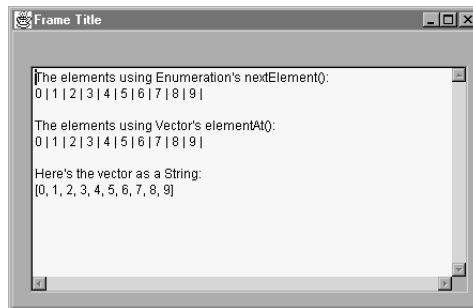 Frame Title
The elements using Enumeration's nextElement():
0 | 1 | 2 | 3 | 4 | 5 | 6 | 7 | 8 | 9 |
The elements using Vector's elementAt():
0 | 1 | 2 | 3 | 4 | 5 | 6 | 7 | 8 | 9 |
Here's the vector as a String:
[0, 1, 2, 3, 4, 5, 6, 7, 8, 9]